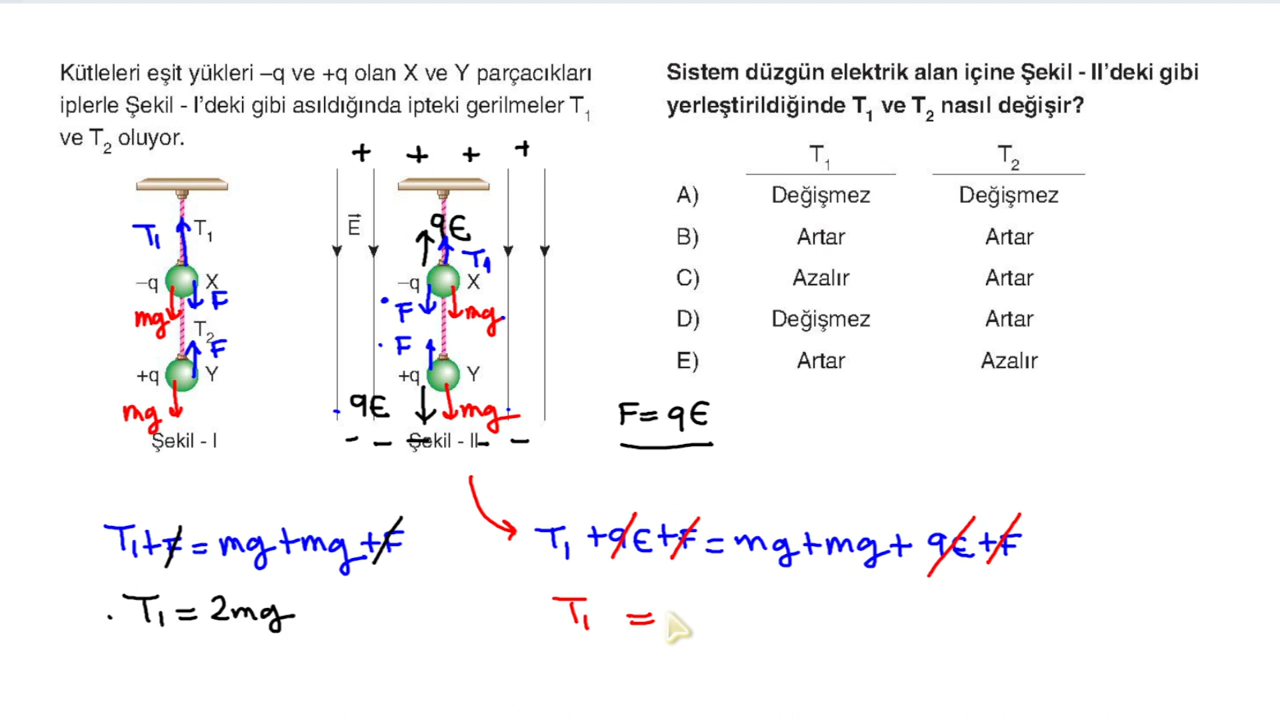 Kütleleri eşit yükleri –q ve +q olan X ve Y parçacıkları
iplerle Şekil - I'deki gibi asıldığında ipteki gerilmeler T₁
ve T₂ oluyor.
+ + + +
T₁ T₁
–q X
F
mg
T₂
F
+q Y
mg
Şekil - I
E⃗
qE
T₁
–q X
F mg
F
+q Y
qE mg
- - - - -
Şekil - II
Sistem düzgün elektrik alan içine Şekil - II'deki gibi
yerleştirildiğinde T₁ ve T₂ nasıl değişir?
T₁ T₂
A) Değişmez Değişmez
B) Artar Artar
C) Azalır Artar
D) Değişmez Artar
E) Artar Azalır
F = qE
T₁+F = mg+mg+F
. T₁ = 2mg
T₁ +qE+F = mg+mg+ qE+F
T₁ =